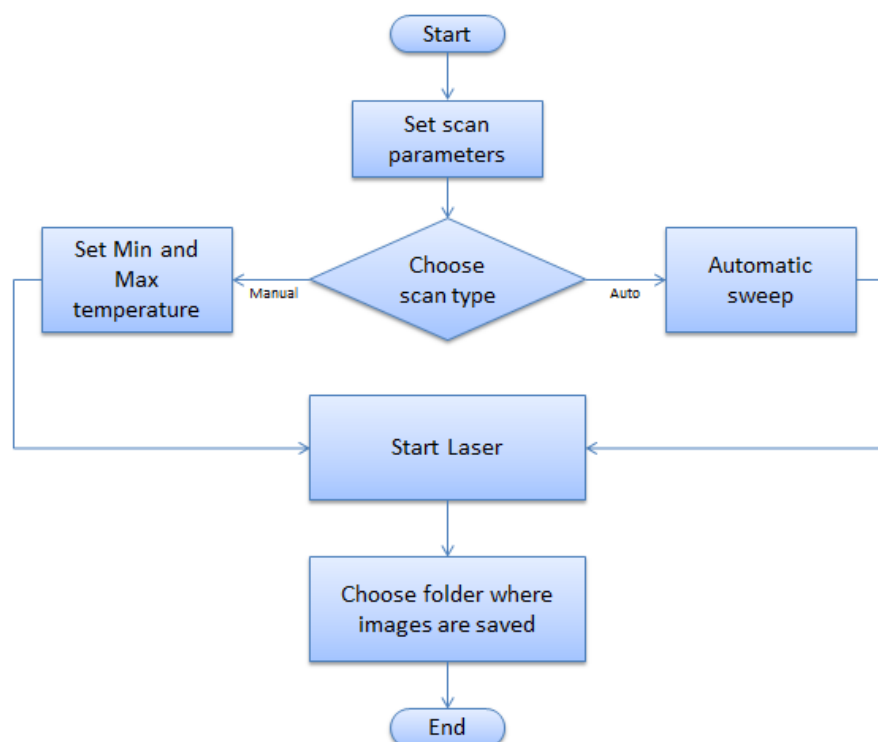 Start
Set scan
parameters
Set Min and
Max
temperature
Manual
Choose
scan type
Auto
Automatic
sweep
Start Laser
Choose folder where
images are saved
End